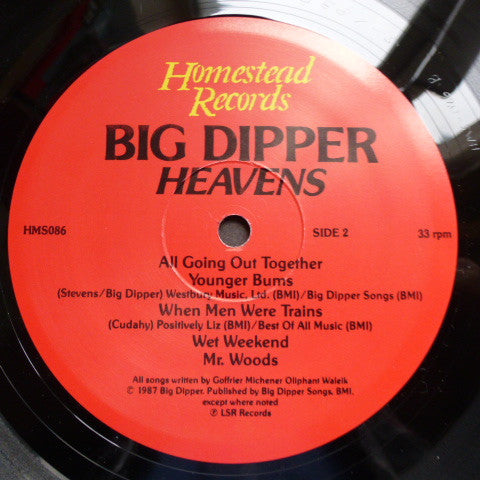 Homestead
Records
BIG DIPPER
HEAVENS
HMS086
SIDE 2
33 rpm
All Going Out Together
Younger Bums
(Stevens/Big Dipper) Westbury Music, Ltd. (BMI)/Big Dipper Songs (BMI)
When Men Were Trains
(Cudahy) Positively Liz (BMI)/Best Of All Music (BMI)
Wet Weekend
Mr. Woods
All songs written by Goffrier Michener Oliphant Waleik
© 1987 Big Dipper. Published by Big Dipper Songs, BMI,
except where noted
℗ LSR Records